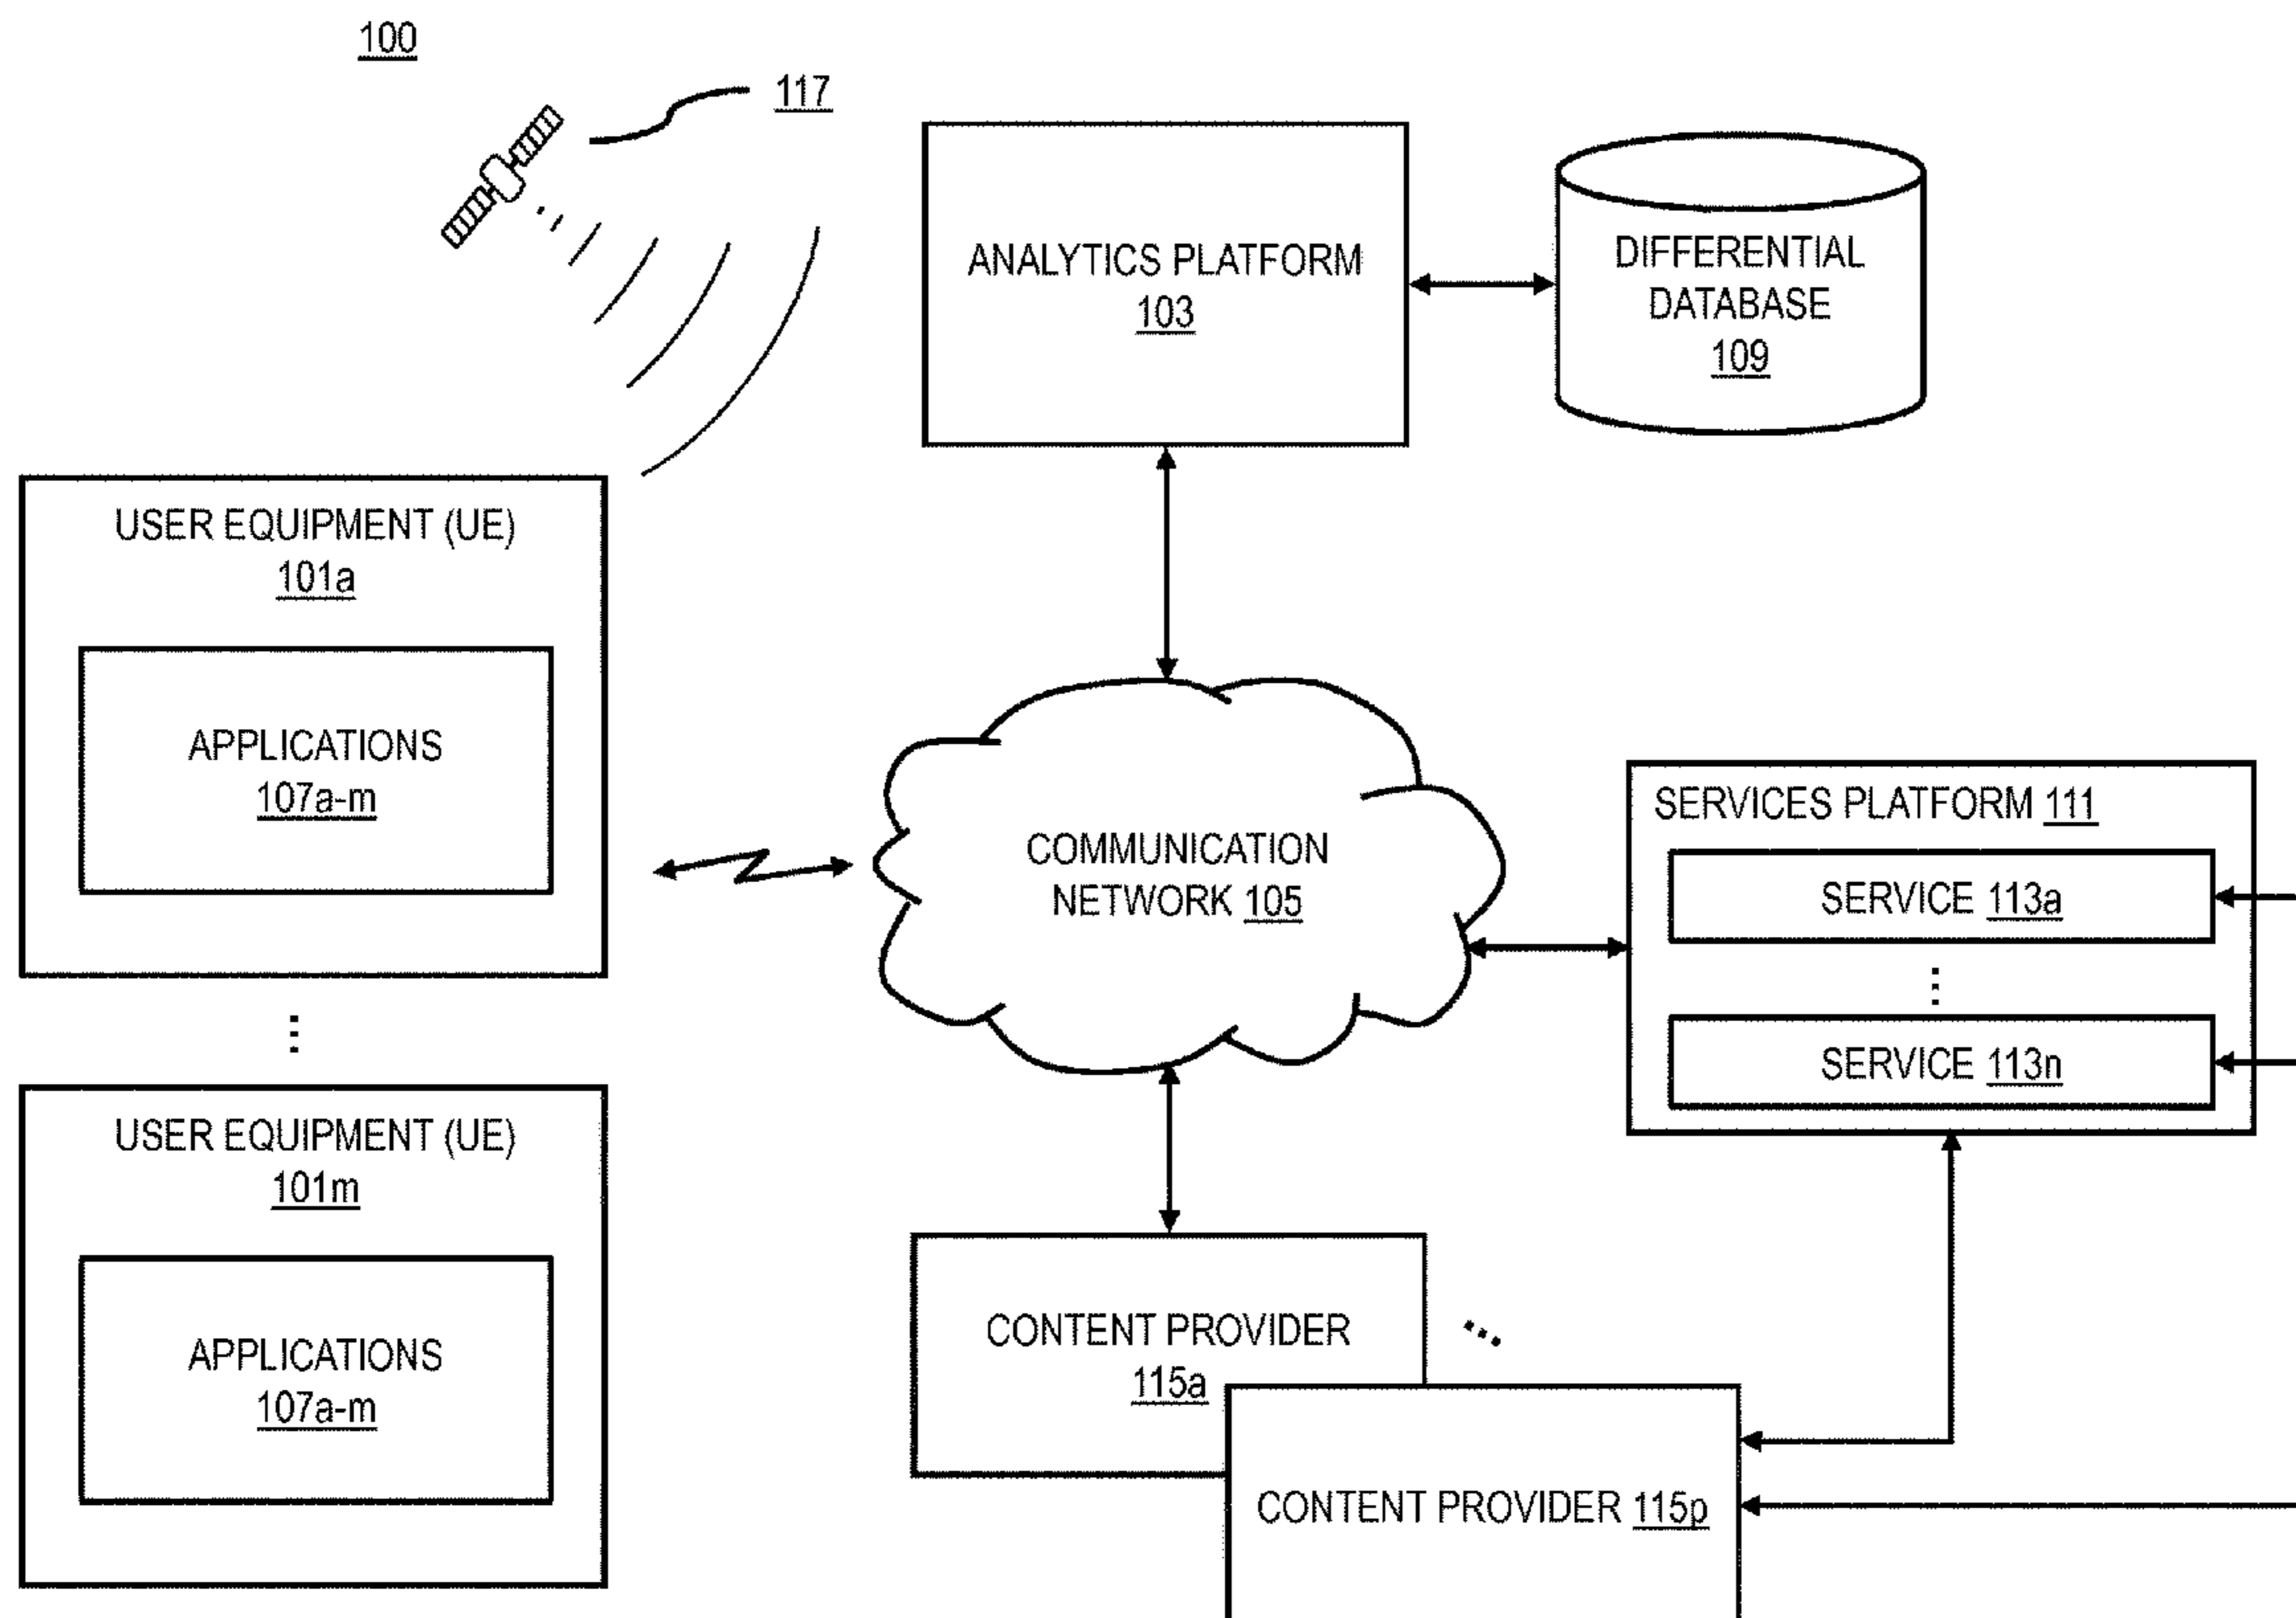 100
117
ANALYTICS PLATFORM
103
DIFFERENTIAL
DATABASE
109
USER EQUIPMENT (UE)
101a
APPLICATIONS
107a-m
COMMUNICATION
NETWORK 105
SERVICES PLATFORM 111
SERVICE 113a
⋮
SERVICE 113n
⋮
USER EQUIPMENT (UE)
101m
APPLICATIONS
107a-m
CONTENT PROVIDER
115a
...
CONTENT PROVIDER 115p